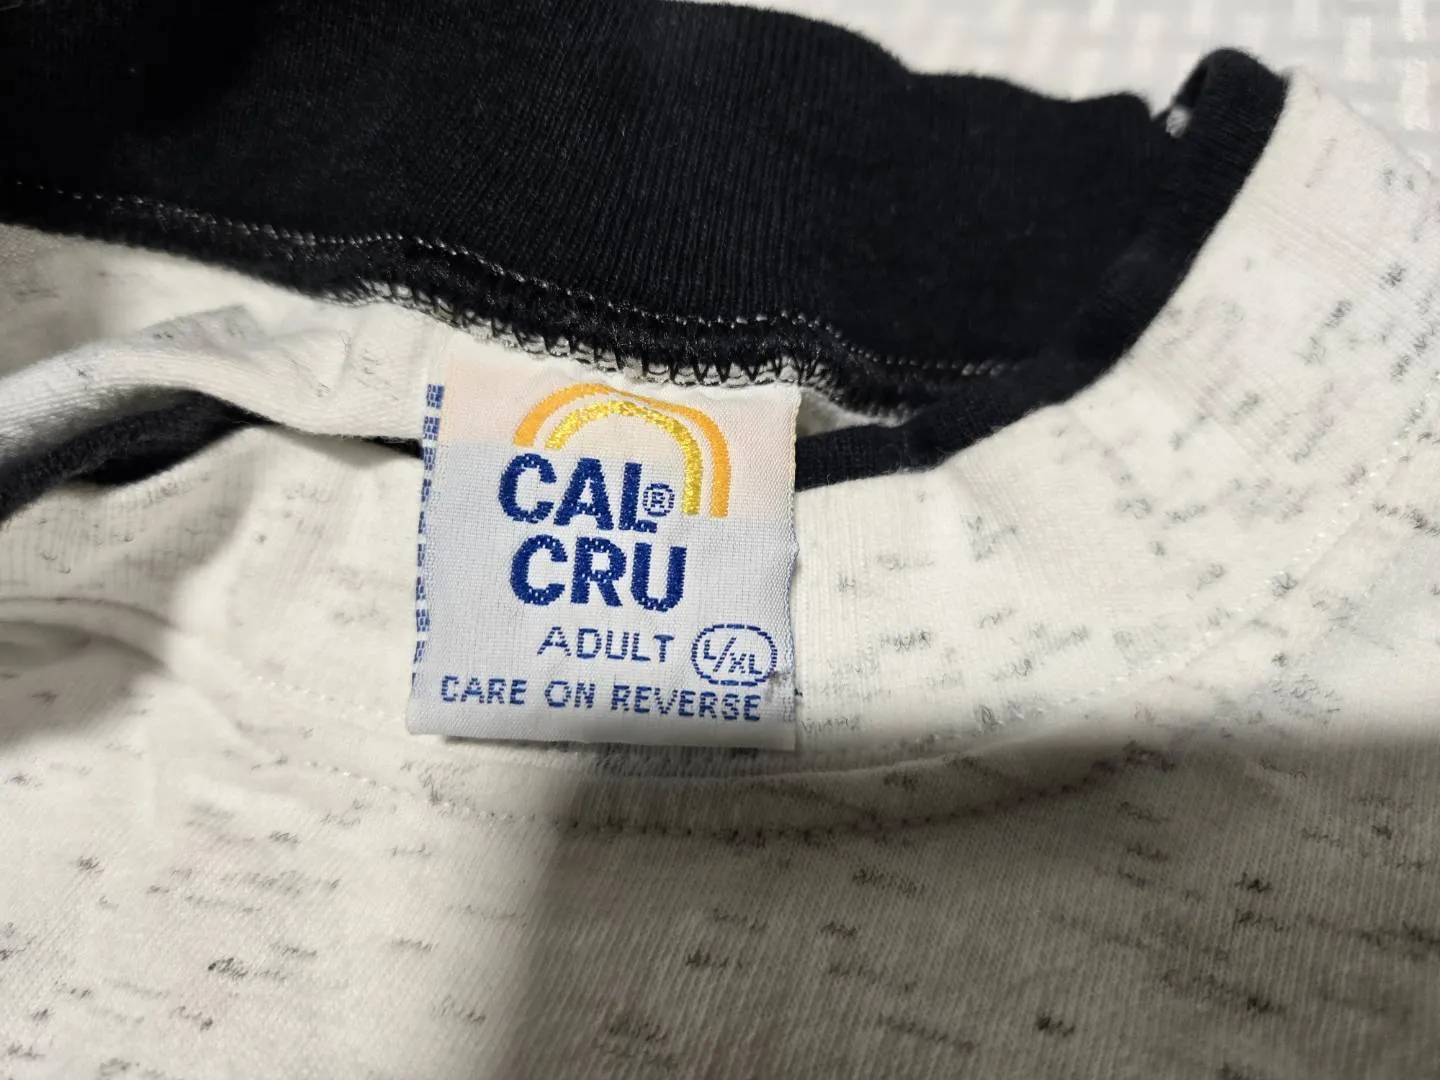 CAL®
CRU
ADULT L/XL
CARE ON REVERSE